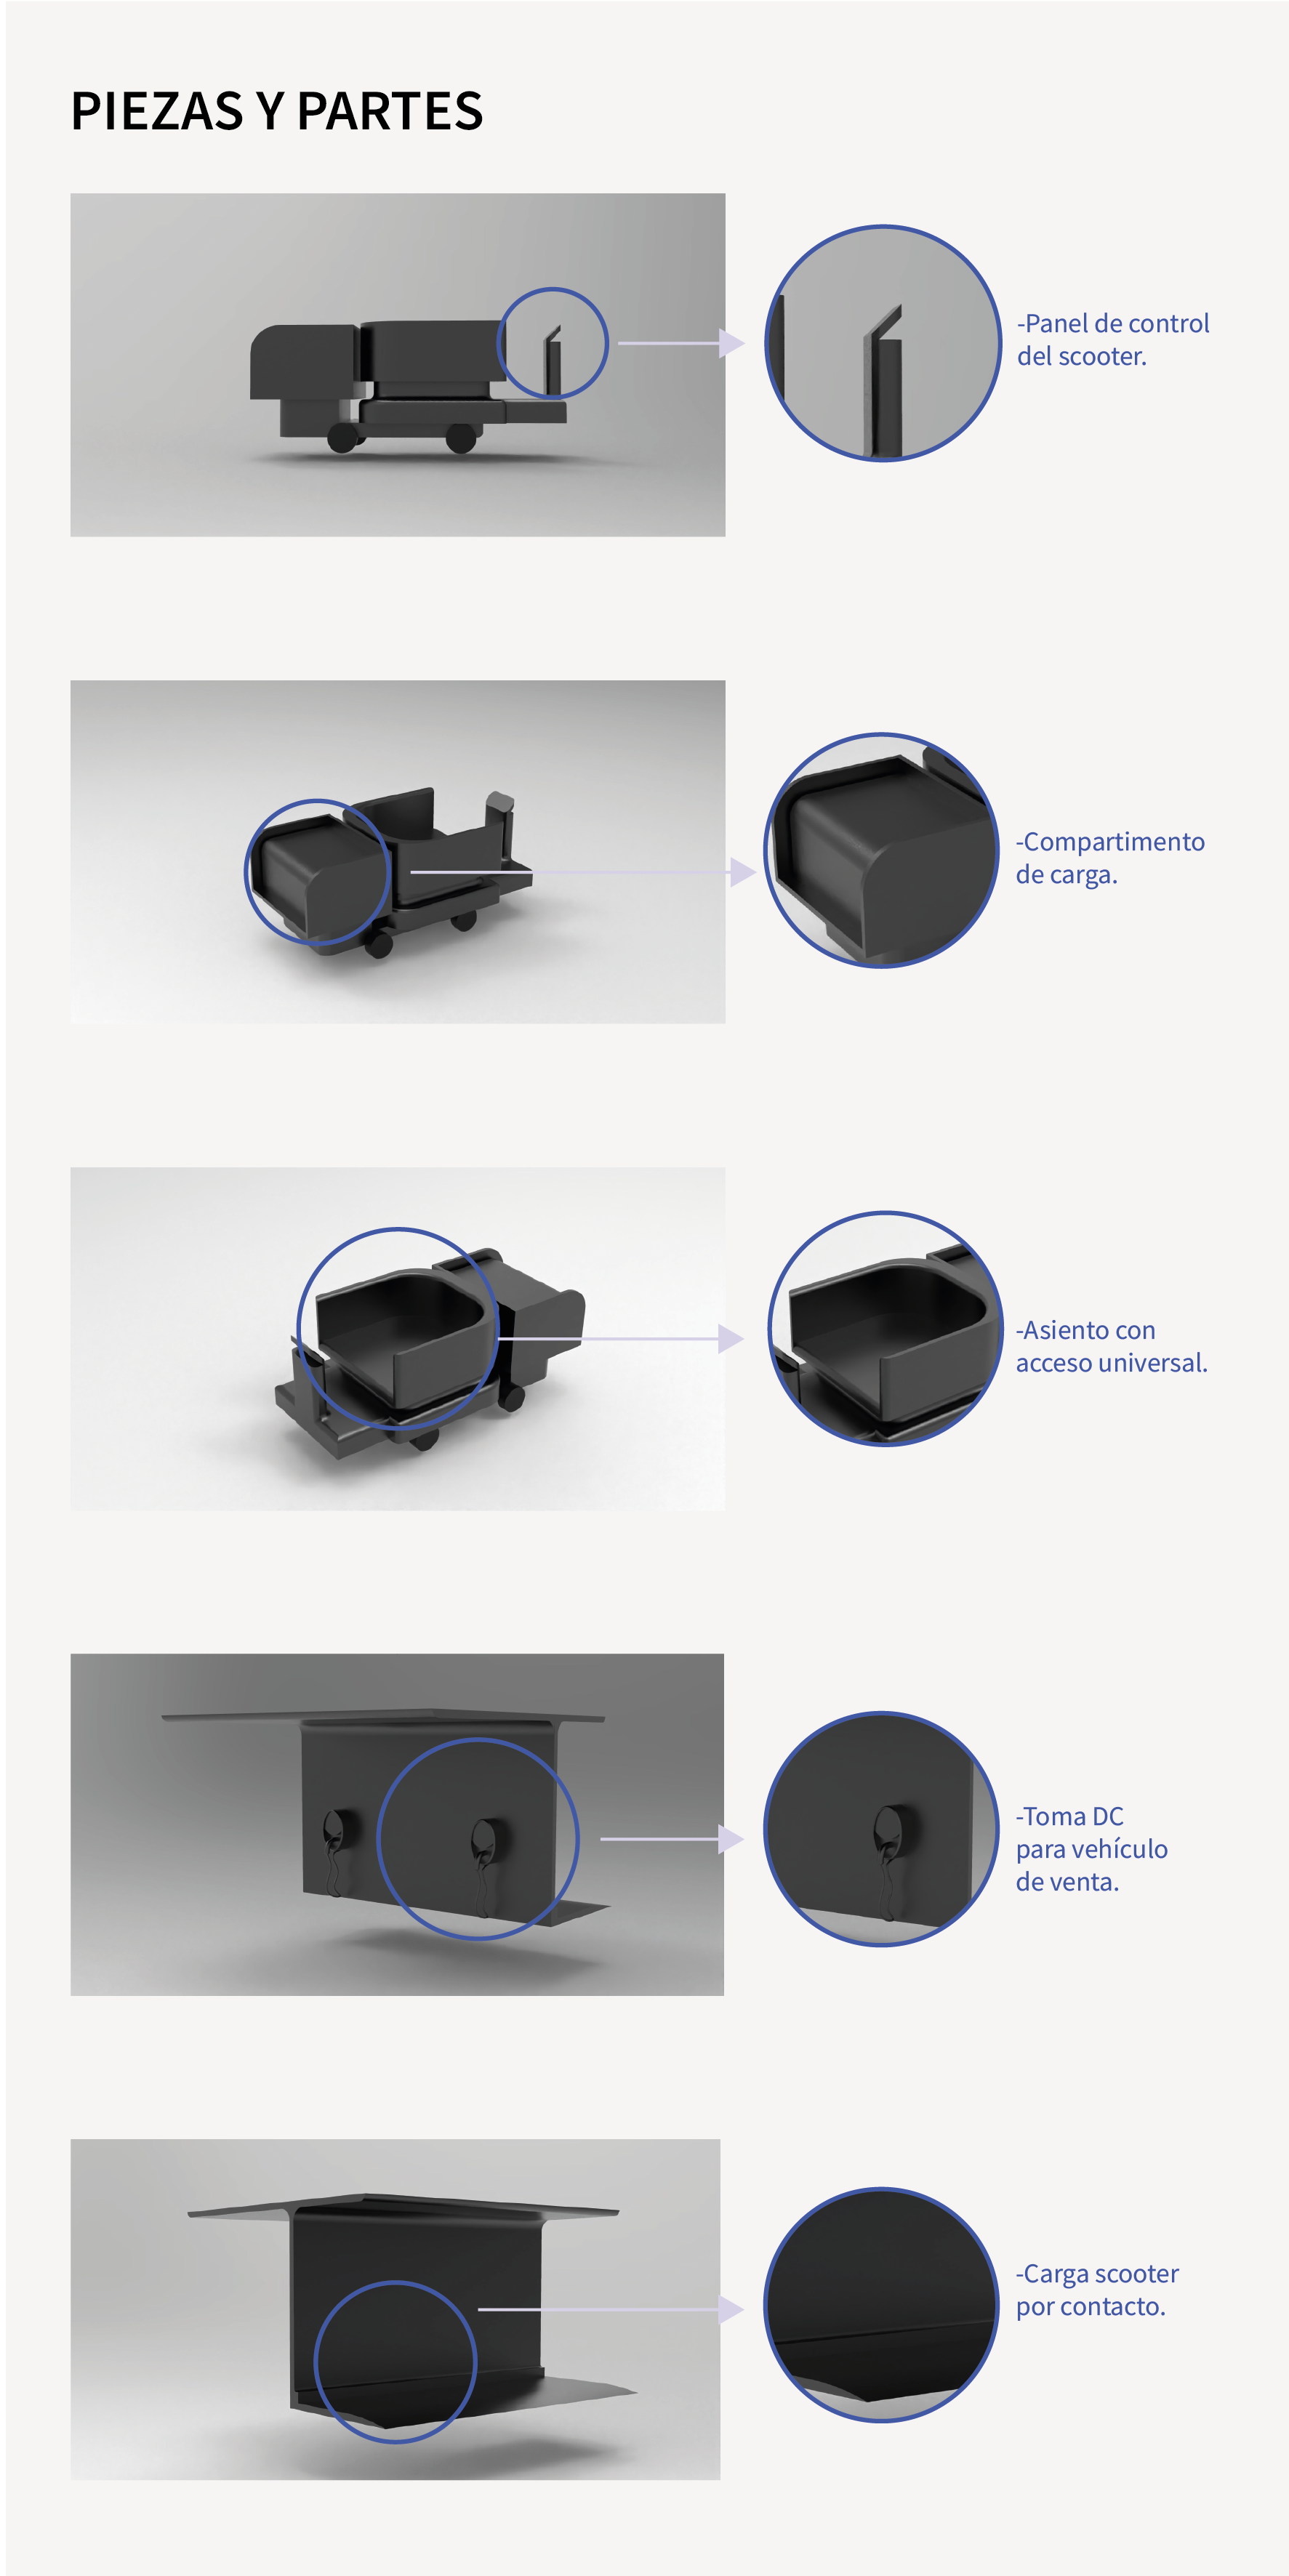 PIEZAS Y PARTES
-Panel de control
del scooter.
-Compartimento
de carga.
-Asiento con
acceso universal.
-Toma DC
para vehículo
de venta.
-Carga scooter
por contacto.